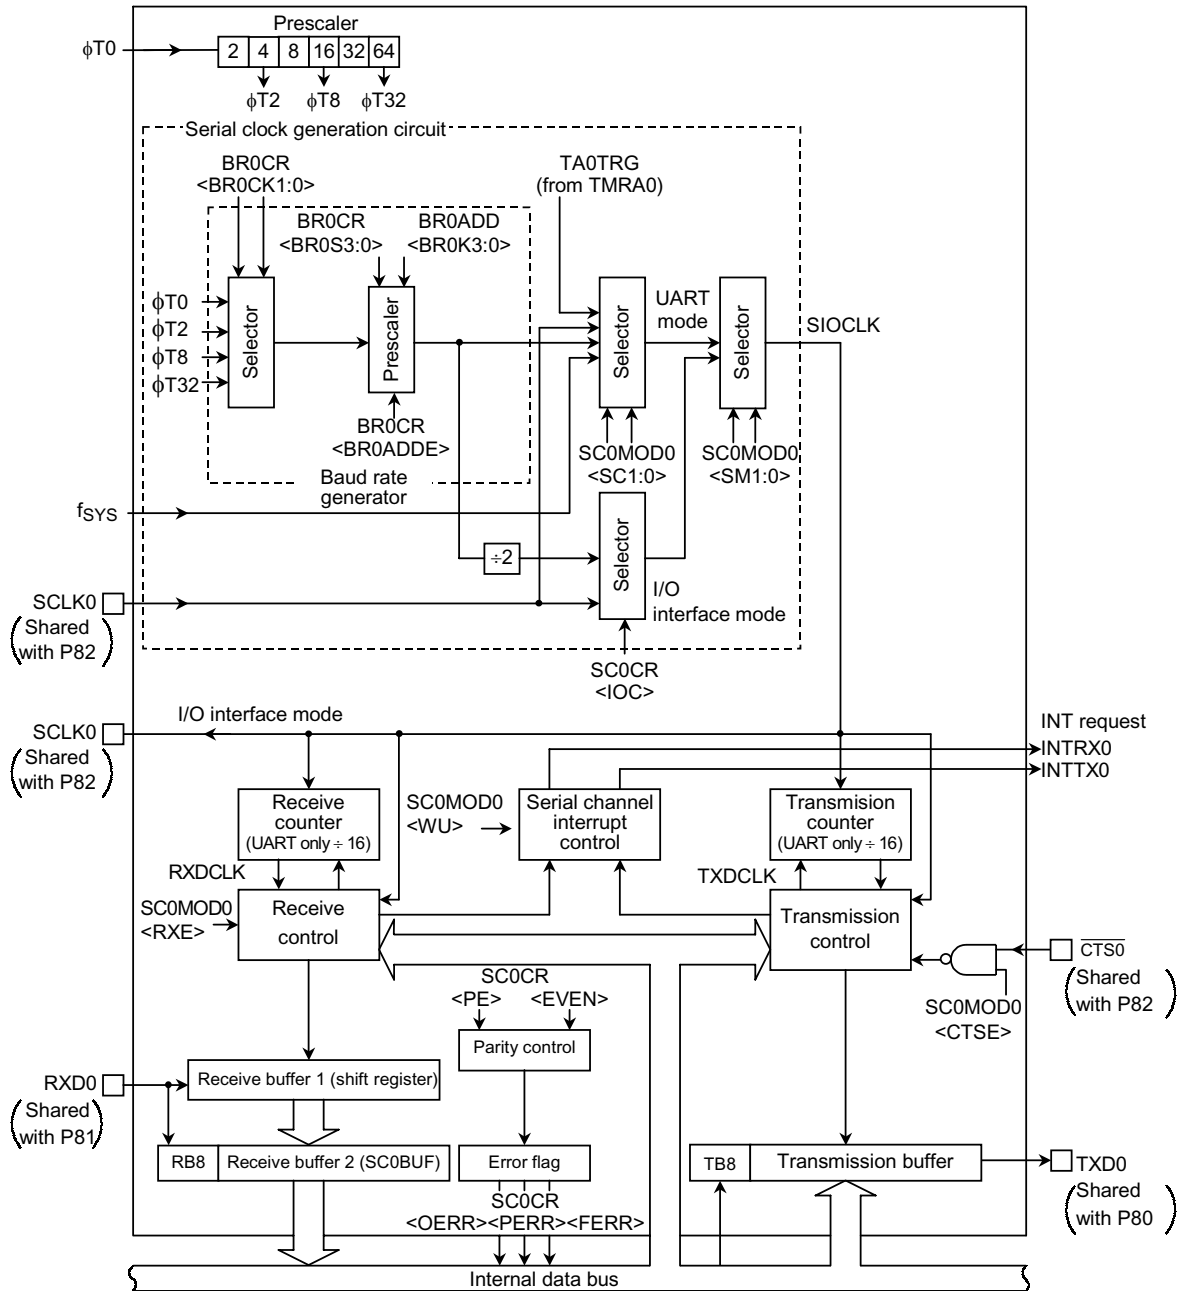 Prescaler
ϕT0
2 4 8 16 32 64
ϕT2 ϕT8 ϕT32
Serial clock generation circuit
BR0CR
<BR0CK1:0>
TA0TRG
(from TMRA0)
BR0CR
<BR0S3:0>
BR0ADD
<BR0K3:0>
ϕT0
ϕT2
ϕT8
ϕT32
Selector
Prescaler
Selector
UART
mode
Selector
SIOCLK
BR0CR
<BR0ADDE>
SC0MOD0
<SC1:0>
SC0MOD0
<SM1:0>
Baud rate
generator
fSYS
÷2
Selector
I/O
interface mode
SCLK0
(Shared
with P82)
SC0CR
<IOC>
SCLK0
(Shared
with P82)
I/O interface mode
INT request
INTRX0
INTTX0
Receive
counter
(UART only ÷ 16)
SC0MOD0
<WU>
Serial channel
interrupt
control
Transmision
counter
(UART only ÷ 16)
RXDCLK
TXDCLK
SC0MOD0
<RXE>
Receive
control
Transmission
control
CTS0
(Shared
with P82)
SC0MOD0
<CTSE>
SC0CR
<PE> <EVEN>
Parity control
RXD0
(Shared
with P81)
Receive buffer 1 (shift register)
RB8
Receive buffer 2 (SC0BUF)
Error flag
TB8
Transmission buffer
TXD0
(Shared
with P80)
SC0CR
<OERR><PERR><FERR>
Internal data bus